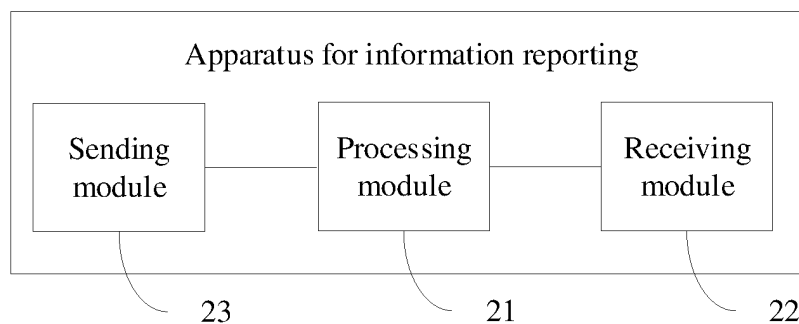 Apparatus for information reporting
Sending
module
Processing
module
Receiving
module
23
21
22